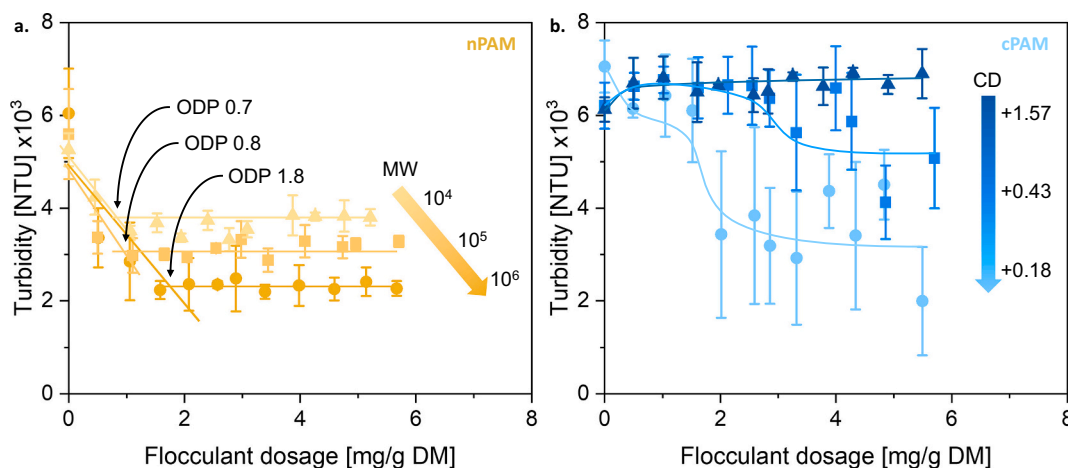 a.
nPAM
8
6
4
2
0
Turbidity [NTU] x10³
ODP 0.7
ODP 0.8
ODP 1.8
MW
10⁴
10⁵
10⁶
0 2 4 6 8
Flocculant dosage [mg/g DM]
b.
cPAM
8
6
4
2
0
Turbidity [NTU] x10³
CD
+1.57
+0.43
+0.18
0 2 4 6 8
Flocculant dosage [mg/g DM]